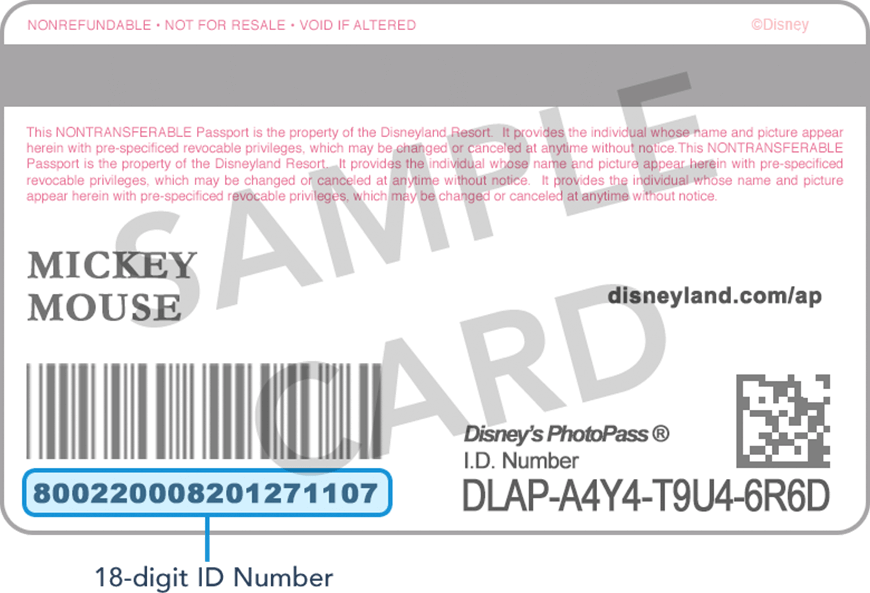 NONREFUNDABLE • NOT FOR RESALE • VOID IF ALTERED
©Disney
This NONTRANSFERABLE Passport is the property of the Disneyland Resort. It provides the individual whose name and picture appear
herein with pre-specificed revocable privileges, which may be changed or canceled at anytime without notice.This NONTRANSFERABLE
Passport is the property of the Disneyland Resort. It provides the individual whose name and picture appear herein with pre-specificed
revocable privileges, which may be changed or canceled at anytime without notice. It provides the individual whose name and picture
appear herein with pre-specificed revocable privileges, which may be changed or canceled at anytime without notice.
SAMPLE
CARD
MICKEY
MOUSE
disneyland.com/ap
Disney's PhotoPass ®
I.D. Number
DLAP-A4Y4-T9U4-6R6D
800220008201271107
18-digit ID Number